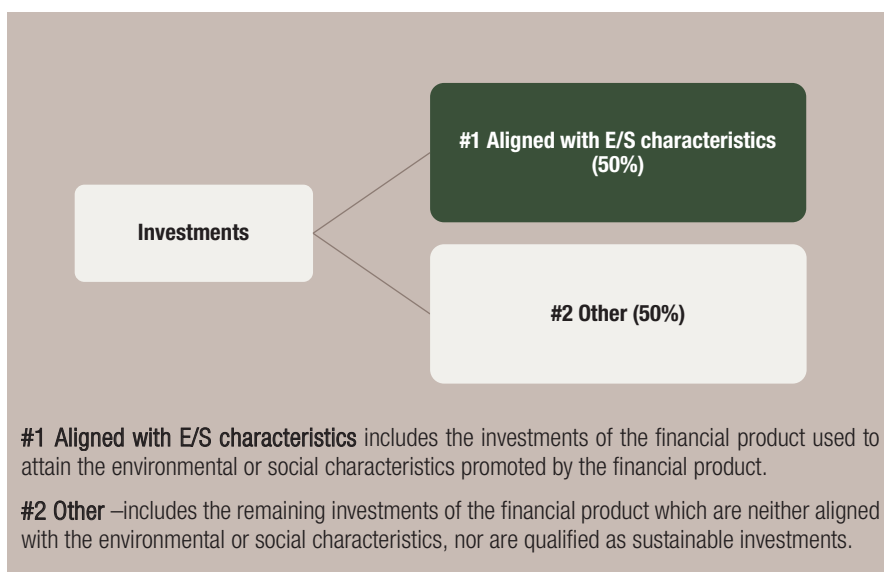 #1 Aligned with E/S characteristics
(50%)
Investments
#2 Other (50%)
#1 Aligned with E/S characteristics includes the investments of the financial product used to
attain the environmental or social characteristics promoted by the financial product.
#2 Other –includes the remaining investments of the financial product which are neither aligned
with the environmental or social characteristics, nor are qualified as sustainable investments.